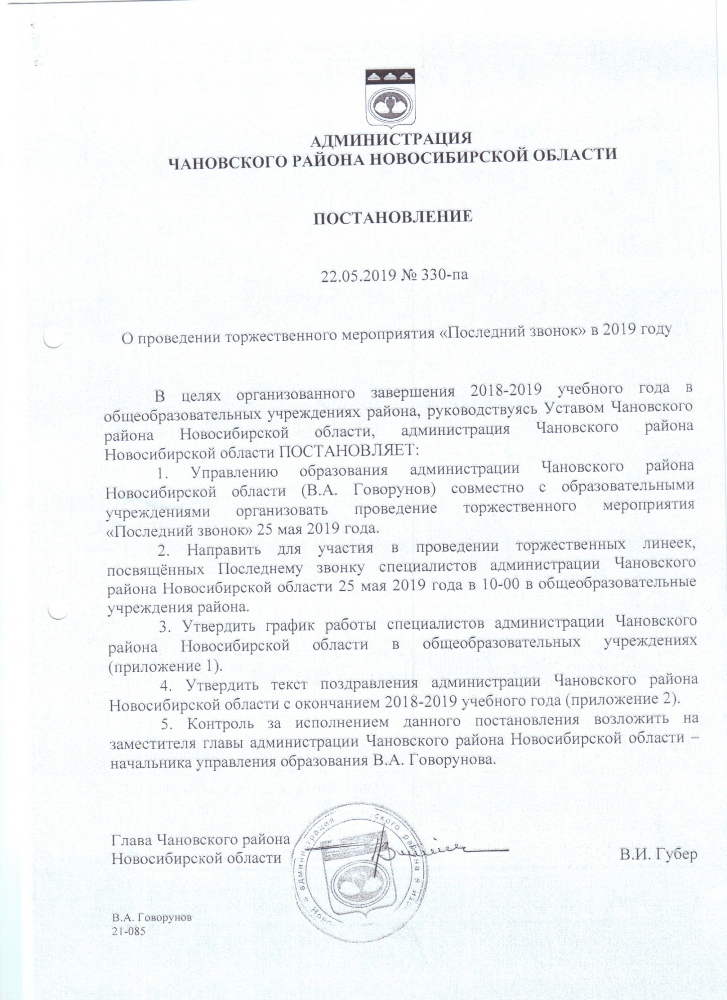 АДМИНИСТРАЦИЯ
ЧАНОВСКОГО РАЙОНА НОВОСИБИРСКОЙ ОБЛАСТИ
ПОСТАНОВЛЕНИЕ
22.05.2019 № 330-па
О проведении торжественного мероприятия «Последний звонок» в 2019 году
В целях организованного завершения 2018-2019 учебного года в
общеобразовательных учреждениях района, руководствуясь Уставом Чановского
района Новосибирской области, администрация Чановского района
Новосибирской области ПОСТАНОВЛЯЕТ:
1. Управлению образования администрации Чановского района
Новосибирской области (В.А. Говорунов) совместно с образовательными
учреждениями организовать проведение торжественного мероприятия
«Последний звонок» 25 мая 2019 года.
2. Направить для участия в проведении торжественных линеек,
посвящённых Последнему звонку специалистов администрации Чановского
района Новосибирской области 25 мая 2019 года в 10-00 в общеобразовательные
учреждения района.
3. Утвердить график работы специалистов администрации Чановского
района Новосибирской области в общеобразовательных учреждениях
(приложение 1).
4. Утвердить текст поздравления администрации Чановского района
Новосибирской области с окончанием 2018-2019 учебного года (приложение 2).
5. Контроль за исполнением данного постановления возложить на
заместителя главы администрации Чановского района Новосибирской области –
начальника управления образования В.А. Говорунова.
Глава Чановского района
Новосибирской области В.И. Губер
администрация района
В.А. Говорунов
21-085